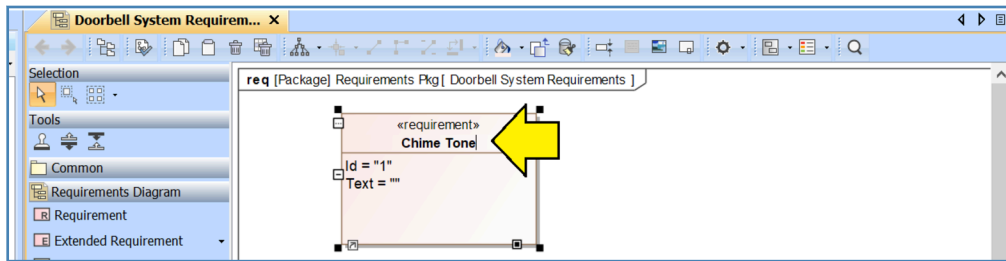 Doorbell System Requirem... X
Selection
req [Package] Requirements Pkg [ Doorbell System Requirements ]
Tools
«requirement»
Chime Tone
Common
Id = "1"
Text = ""
Requirements Diagram
R Requirement
E Extended Requirement